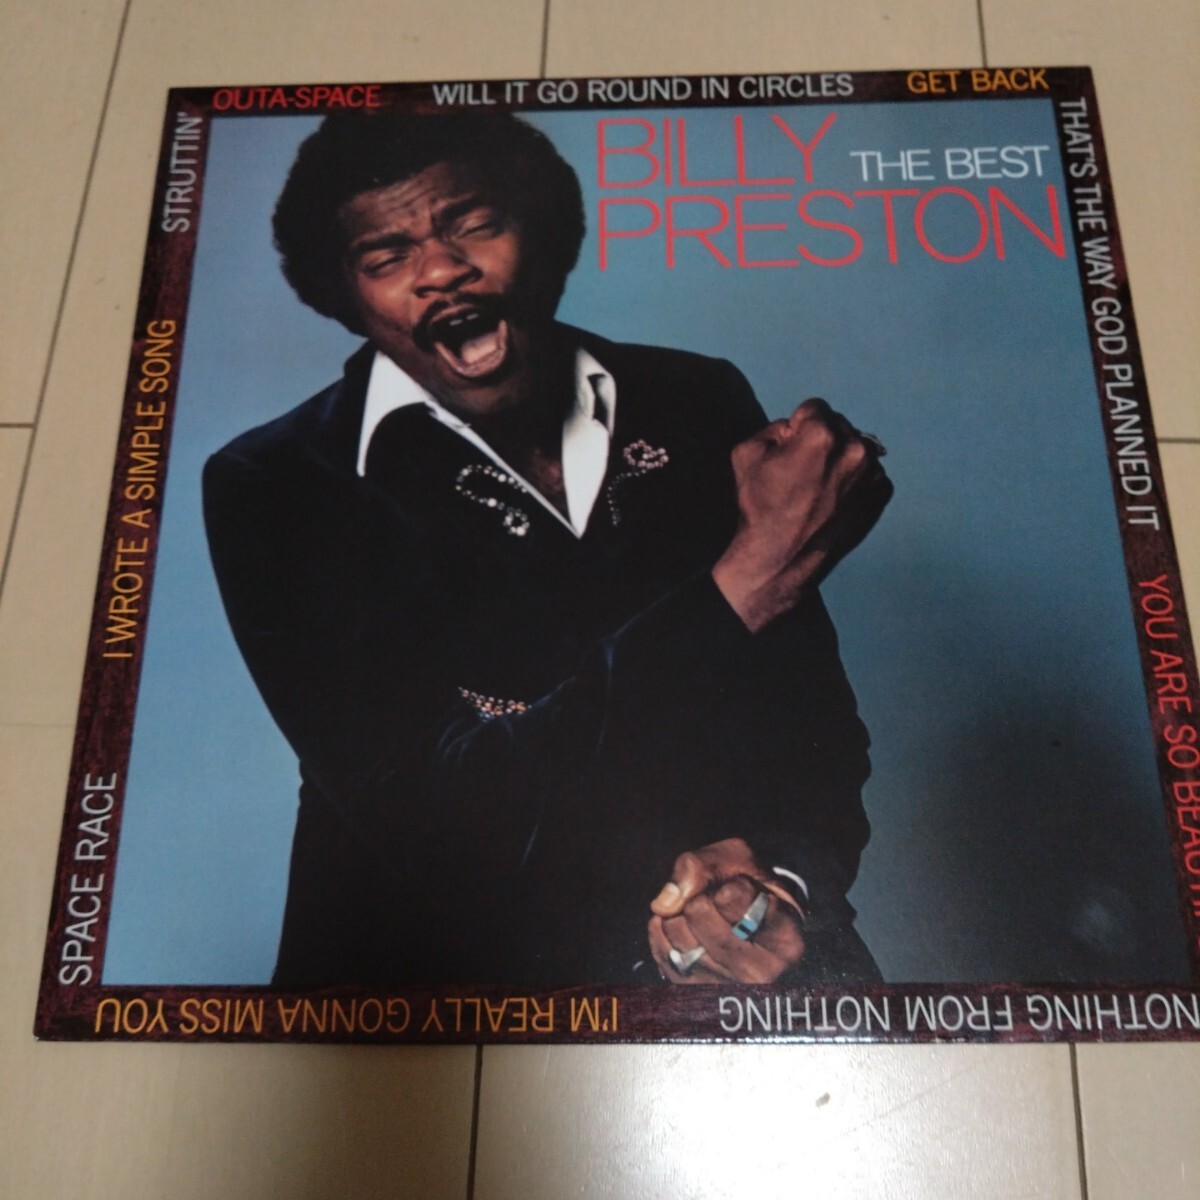 OUTA-SPACE
WILL IT GO ROUND IN CIRCLES
GET BACK
BILLY
THE BEST
PRESTON
THAT'S THE WAY GOD PLANNED IT
YOU ARE SO
NOTHING FROM NOTHING
I'M REALLY GONNA MISS YOU
SPACE RACE
I WROTE A SIMPLE SONG
STRUTTIN'